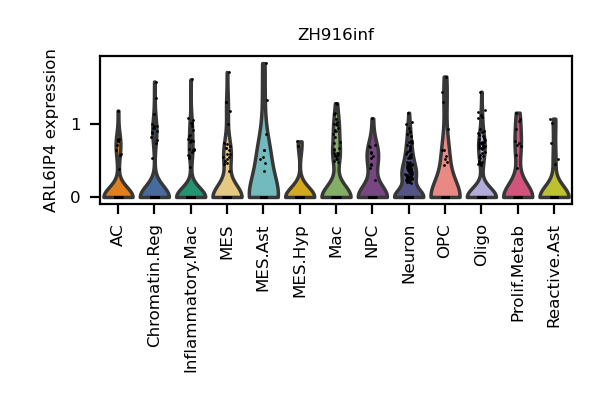 ZH916inf
ARL6IP4 expression
1
0
AC
Chromatin.Reg
Inflammatory.Mac
MES
MES.Ast
MES.Hyp
Mac
NPC
Neuron
OPC
Oligo
Prolif.Metab
Reactive.Ast